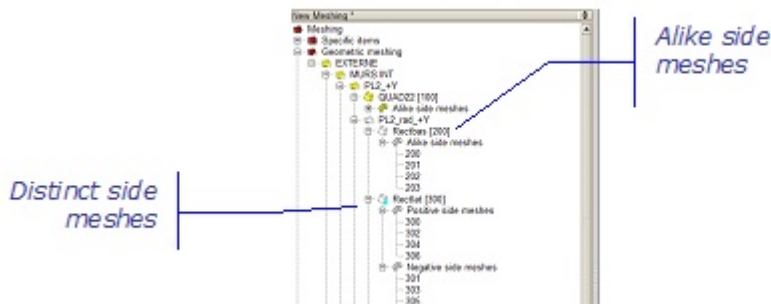 New Meshing *
Meshing
Specific items
Geometric meshing
EXTERNE
MURS INT
PL2_+Y
QUAD22 [100]
Alike side meshes
PL2_rad_+Y
Rectbas [200]
Alike side meshes
200
201
202
203
Rectlat [300]
Positive side meshes
300
302
304
306
Negative side meshes
301
303
305
Alike side
meshes
Distinct side
meshes